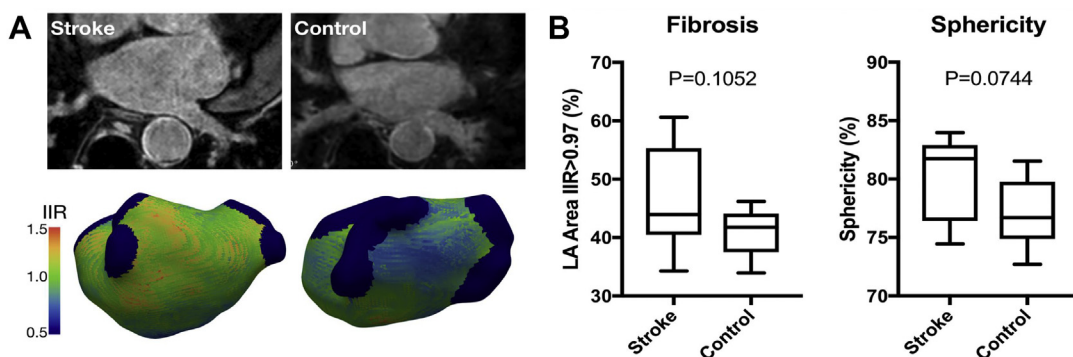 A
Stroke
Control
IIR
1.5
1.0
0.5
B
Fibrosis
P=0.1052
LA Area IIR>0.97 (%)
70
60
50
40
30
Stroke
Control
Sphericity
P=0.0744
Sphericity (%)
90
85
80
75
70
Stroke
Control